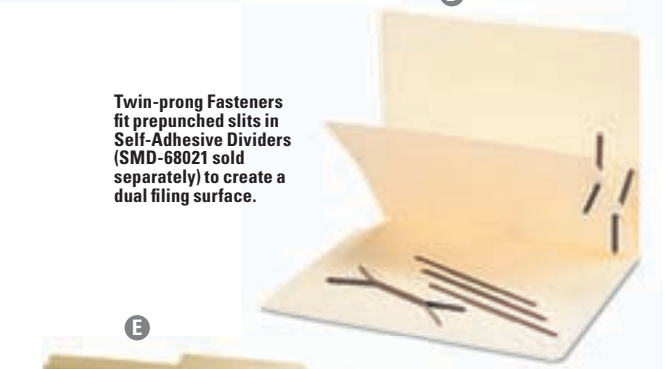 Twin-prong Fasteners
fit prepunched slits in
Self-Adhesive Dividers
(SMD-68021 sold
separately) to create a
dual filing surface.
E